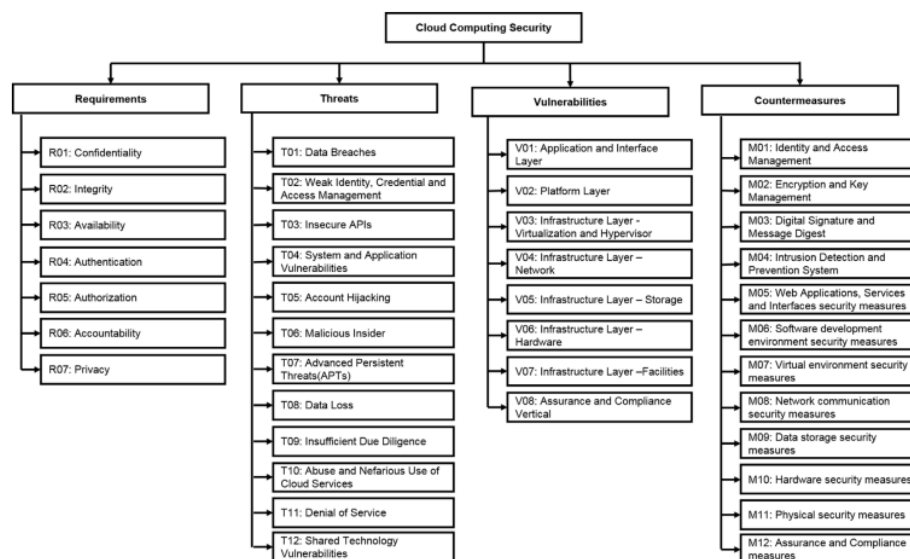 Cloud Computing Security
Requirements
Threats
Vulnerabilities
Countermeasures
R01: Confidentiality
R02: Integrity
R03: Availability
R04: Authentication
R05: Authorization
R06: Accountability
R07: Privacy
T01: Data Breaches
T02: Weak Identity, Credential and
Access Management
T03: Insecure APIs
T04: System and Application
Vulnerabilities
T05: Account Hijacking
T06: Malicious Insider
T07: Advanced Persistent
Threats(APTs)
T08: Data Loss
T09: Insufficient Due Diligence
T10: Abuse and Nefarious Use of
Cloud Services
T11: Denial of Service
T12: Shared Technology
Vulnerabilities
V01: Application and Interface
Layer
V02: Platform Layer
V03: Infrastructure Layer -
Virtualization and Hypervisor
V04: Infrastructure Layer –
Network
V05: Infrastructure Layer – Storage
V06: Infrastructure Layer –
Hardware
V07: Infrastructure Layer –Facilities
V08: Assurance and Compliance
Vertical
M01: Identity and Access
Management
M02: Encryption and Key
Management
M03: Digital Signature and
Message Digest
M04: Intrusion Detection and
Prevention System
M05: Web Applications, Services
and Interfaces security measures
M06: Software development
environment security measures
M07: Virtual environment security
measures
M08: Network communication
security measures
M09: Data storage security
measures
M10: Hardware security measures
M11: Physical security measures
M12: Assurance and Compliance
measures